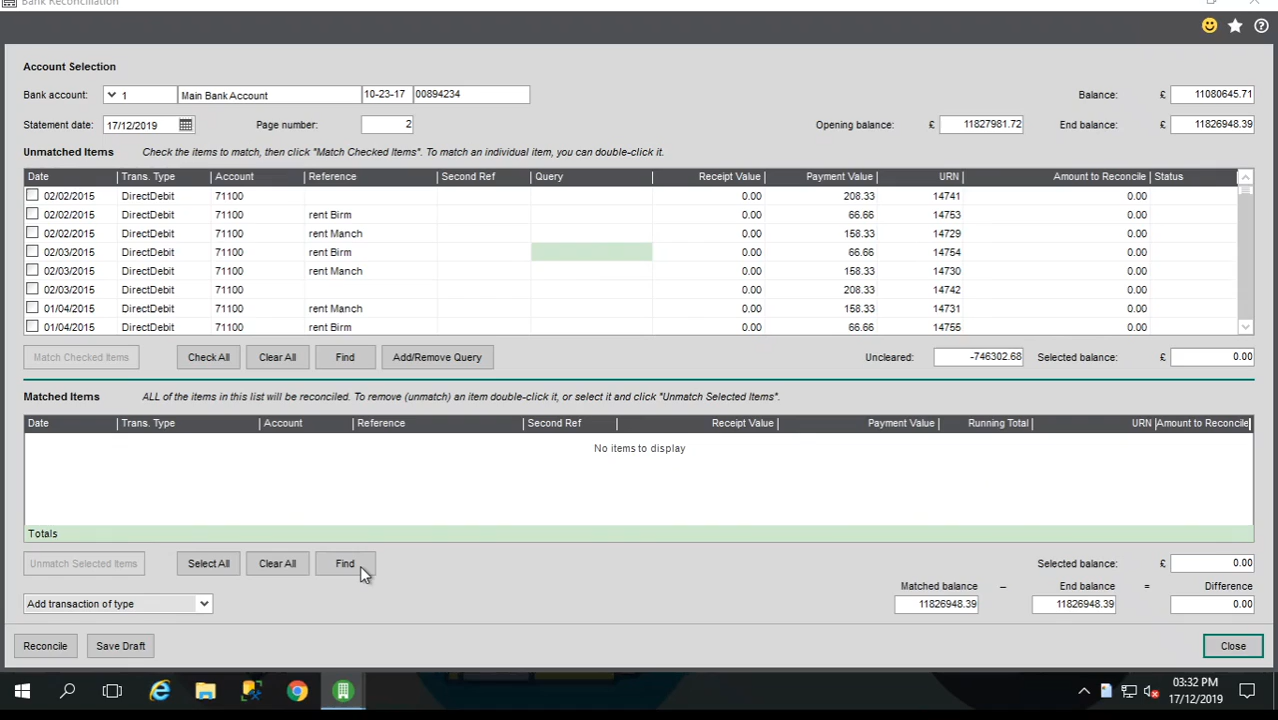 Bank Reconciliation
Account Selection
Bank account: 1 Main Bank Account 10-23-17 00894234 Balance: £ 11080645.71
Statement date: 17/12/2019 Page number: 2 Opening balance: £ 11827981.72 End balance: £ 11826948.39
Unmatched Items Check the items to match, then click "Match Checked Items". To match an individual item, you can double-click it.
Date Trans. Type Account Reference Second Ref Query Receipt Value Payment Value URN Amount to Reconcile Status
02/02/2015 DirectDebit 71100 0.00 208.33 14741 0.00
02/02/2015 DirectDebit 71100 rent Birm 0.00 66.66 14753 0.00
02/02/2015 DirectDebit 71100 rent Manch 0.00 158.33 14729 0.00
02/03/2015 DirectDebit 71100 rent Birm 0.00 66.66 14754 0.00
02/03/2015 DirectDebit 71100 rent Manch 0.00 158.33 14730 0.00
02/03/2015 DirectDebit 71100 0.00 208.33 14742 0.00
01/04/2015 DirectDebit 71100 rent Manch 0.00 158.33 14731 0.00
01/04/2015 DirectDebit 71100 rent Birm 0.00 66.66 14755 0.00
Match Checked Items Check All Clear All Find Add/Remove Query Uncleared: -746302.68 Selected balance: £ 0.00
Matched Items ALL of the items in this list will be reconciled. To remove (unmatch) an item double-click it, or select it and click "Unmatch Selected Items".
Date Trans. Type Account Reference Second Ref Receipt Value Payment Value Running Total URN Amount to Reconcile
No items to display
Totals
Unmatch Selected Items Select All Clear All Find Selected balance: £ 0.00
Matched balance – End balance = Difference
Add transaction of type 11826948.39 11826948.39 0.00
Reconcile Save Draft Close
03:32 PM
17/12/2019